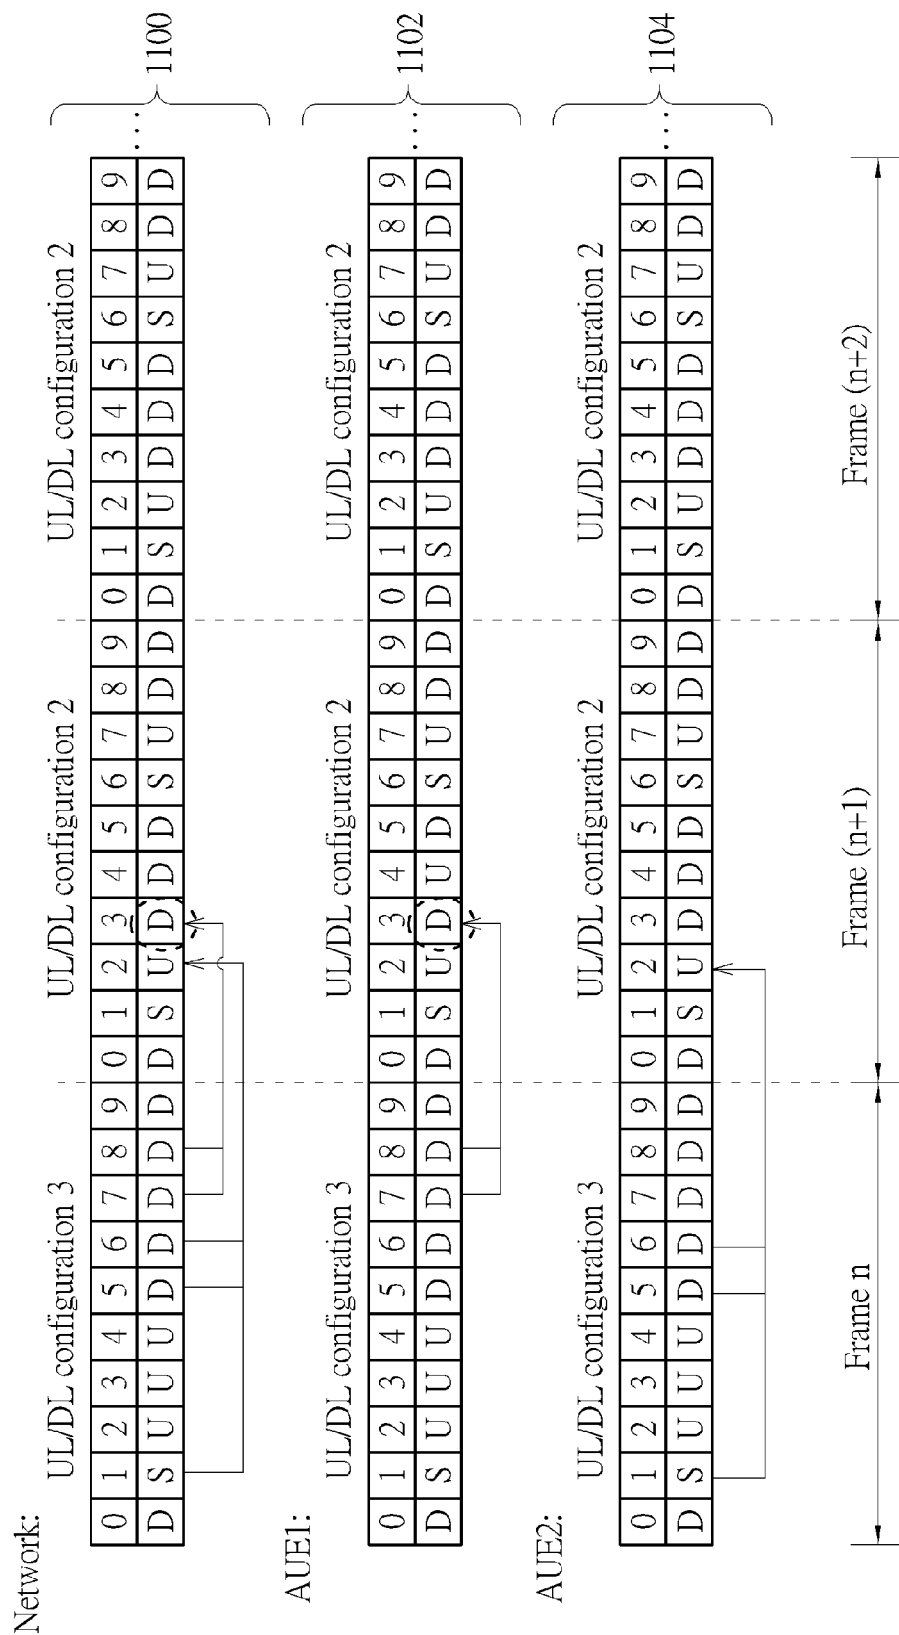 Network:
UL/DL configuration 3 UL/DL configuration 2 UL/DL configuration 2
0 1 2 3 4 5 6 7 8 9 0 1 2 3 4 5 6 7 8 9 0 1 2 3 4 5 6 7 8 9
D S U U U D D D D D D S U D D D S U D D D S U D D D S U D D ... 1100
AUE1:
UL/DL configuration 3 UL/DL configuration 2 UL/DL configuration 2
0 1 2 3 4 5 6 7 8 9 0 1 2 3 4 5 6 7 8 9 0 1 2 3 4 5 6 7 8 9
D S U U U D D D D D D S U D U D S U D D D S U D D D S U D D ... 1102
AUE2:
UL/DL configuration 3 UL/DL configuration 2 UL/DL configuration 2
0 1 2 3 4 5 6 7 8 9 0 1 2 3 4 5 6 7 8 9 0 1 2 3 4 5 6 7 8 9
D S U U U D D D D D D S U D D D S U D D D S U D D D S U D D ... 1104
Frame n Frame (n+1) Frame (n+2)